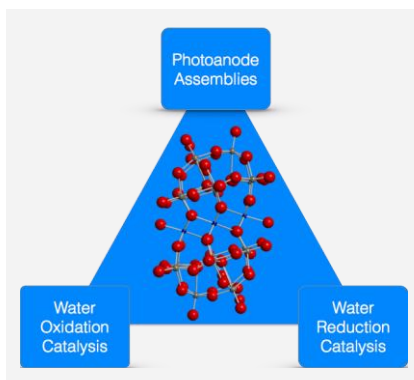 Photoanode
Assemblies
Water
Oxidation
Catalysis
Water
Reduction
Catalysis